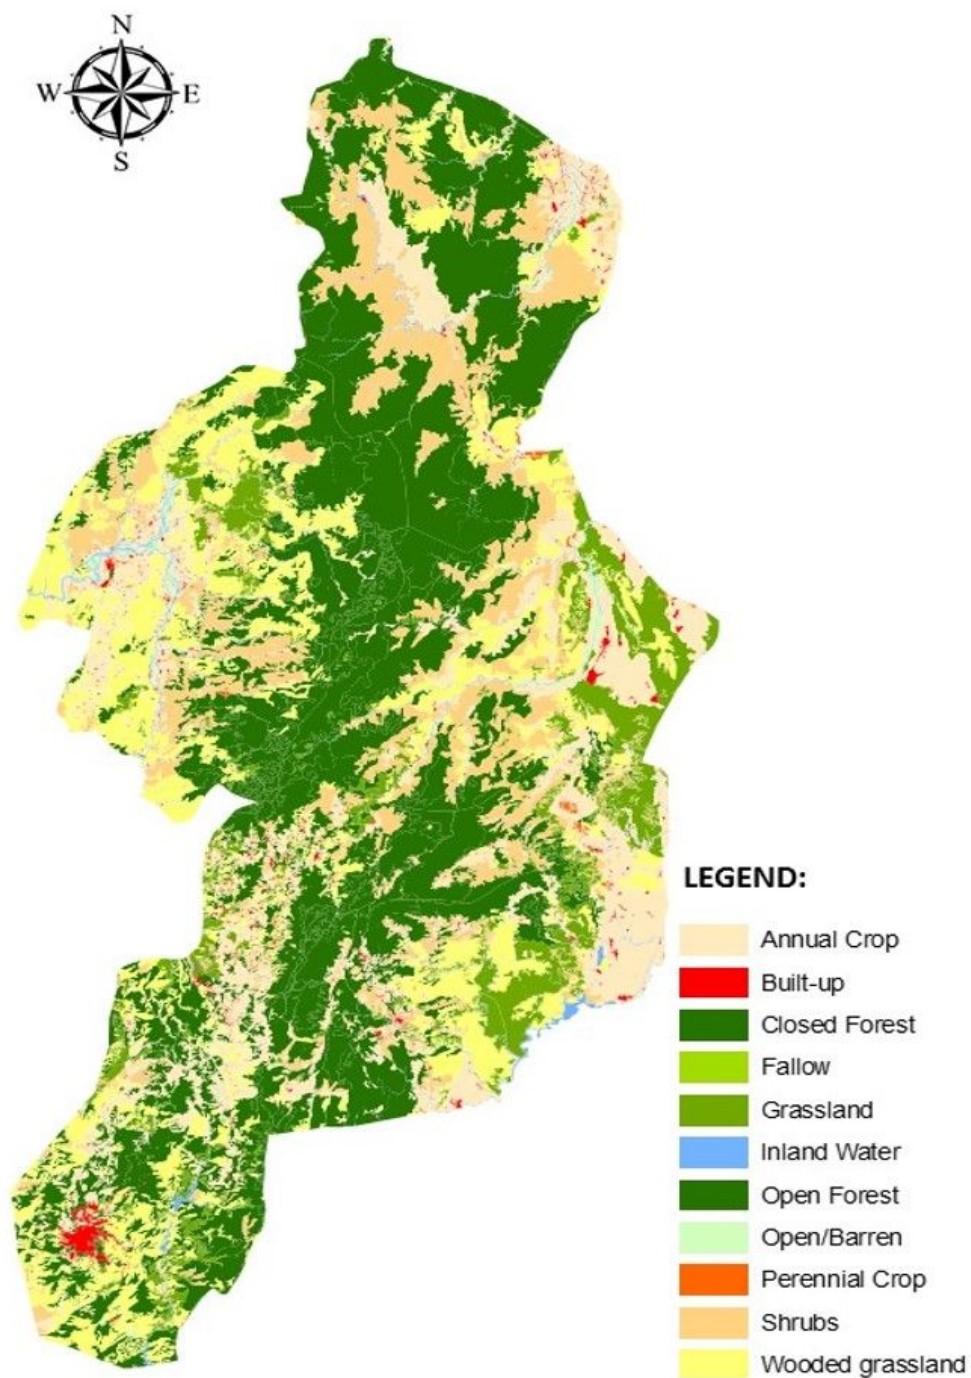 N
W E
S
LEGEND:
Annual Crop
Built-up
Closed Forest
Fallow
Grassland
Inland Water
Open Forest
Open/Barren
Perennial Crop
Shrubs
Wooded grassland